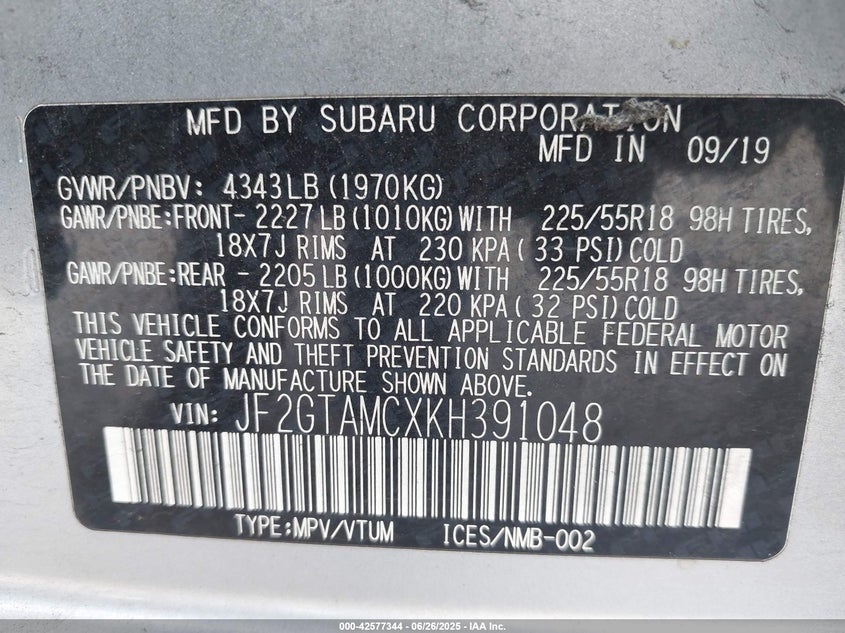 MFD BY SUBARU CORPORATION
MFD IN 09/19
GVWR/PNBV: 4343LB (1970KG)
GAWR/PNBE:FRONT- 2227LB(1010KG)WITH 225/55R18 98H TIRES,
18X7J RIMS AT 230 KPA( 33 PSI)COLD
GAWR/PNBE:REAR - 2205LB(1000KG)WITH 225/55R18 98H TIRES,
18X7J RIMS AT 220 KPA( 32 PSI)COLD
THIS VEHICLE CONFORMS TO ALL APPLICABLE FEDERAL MOTOR
VEHICLE SAFETY AND THEFT PREVENTION STANDARDS IN EFFECT ON
THE DATE OF MANUFACTURE SHOWN ABOVE.
VIN: JF2GTAMCXKH391048
TYPE:MPV/VTUM ICES/NMB-002
000-42577344 - 06/26/2025 - IAA Inc.